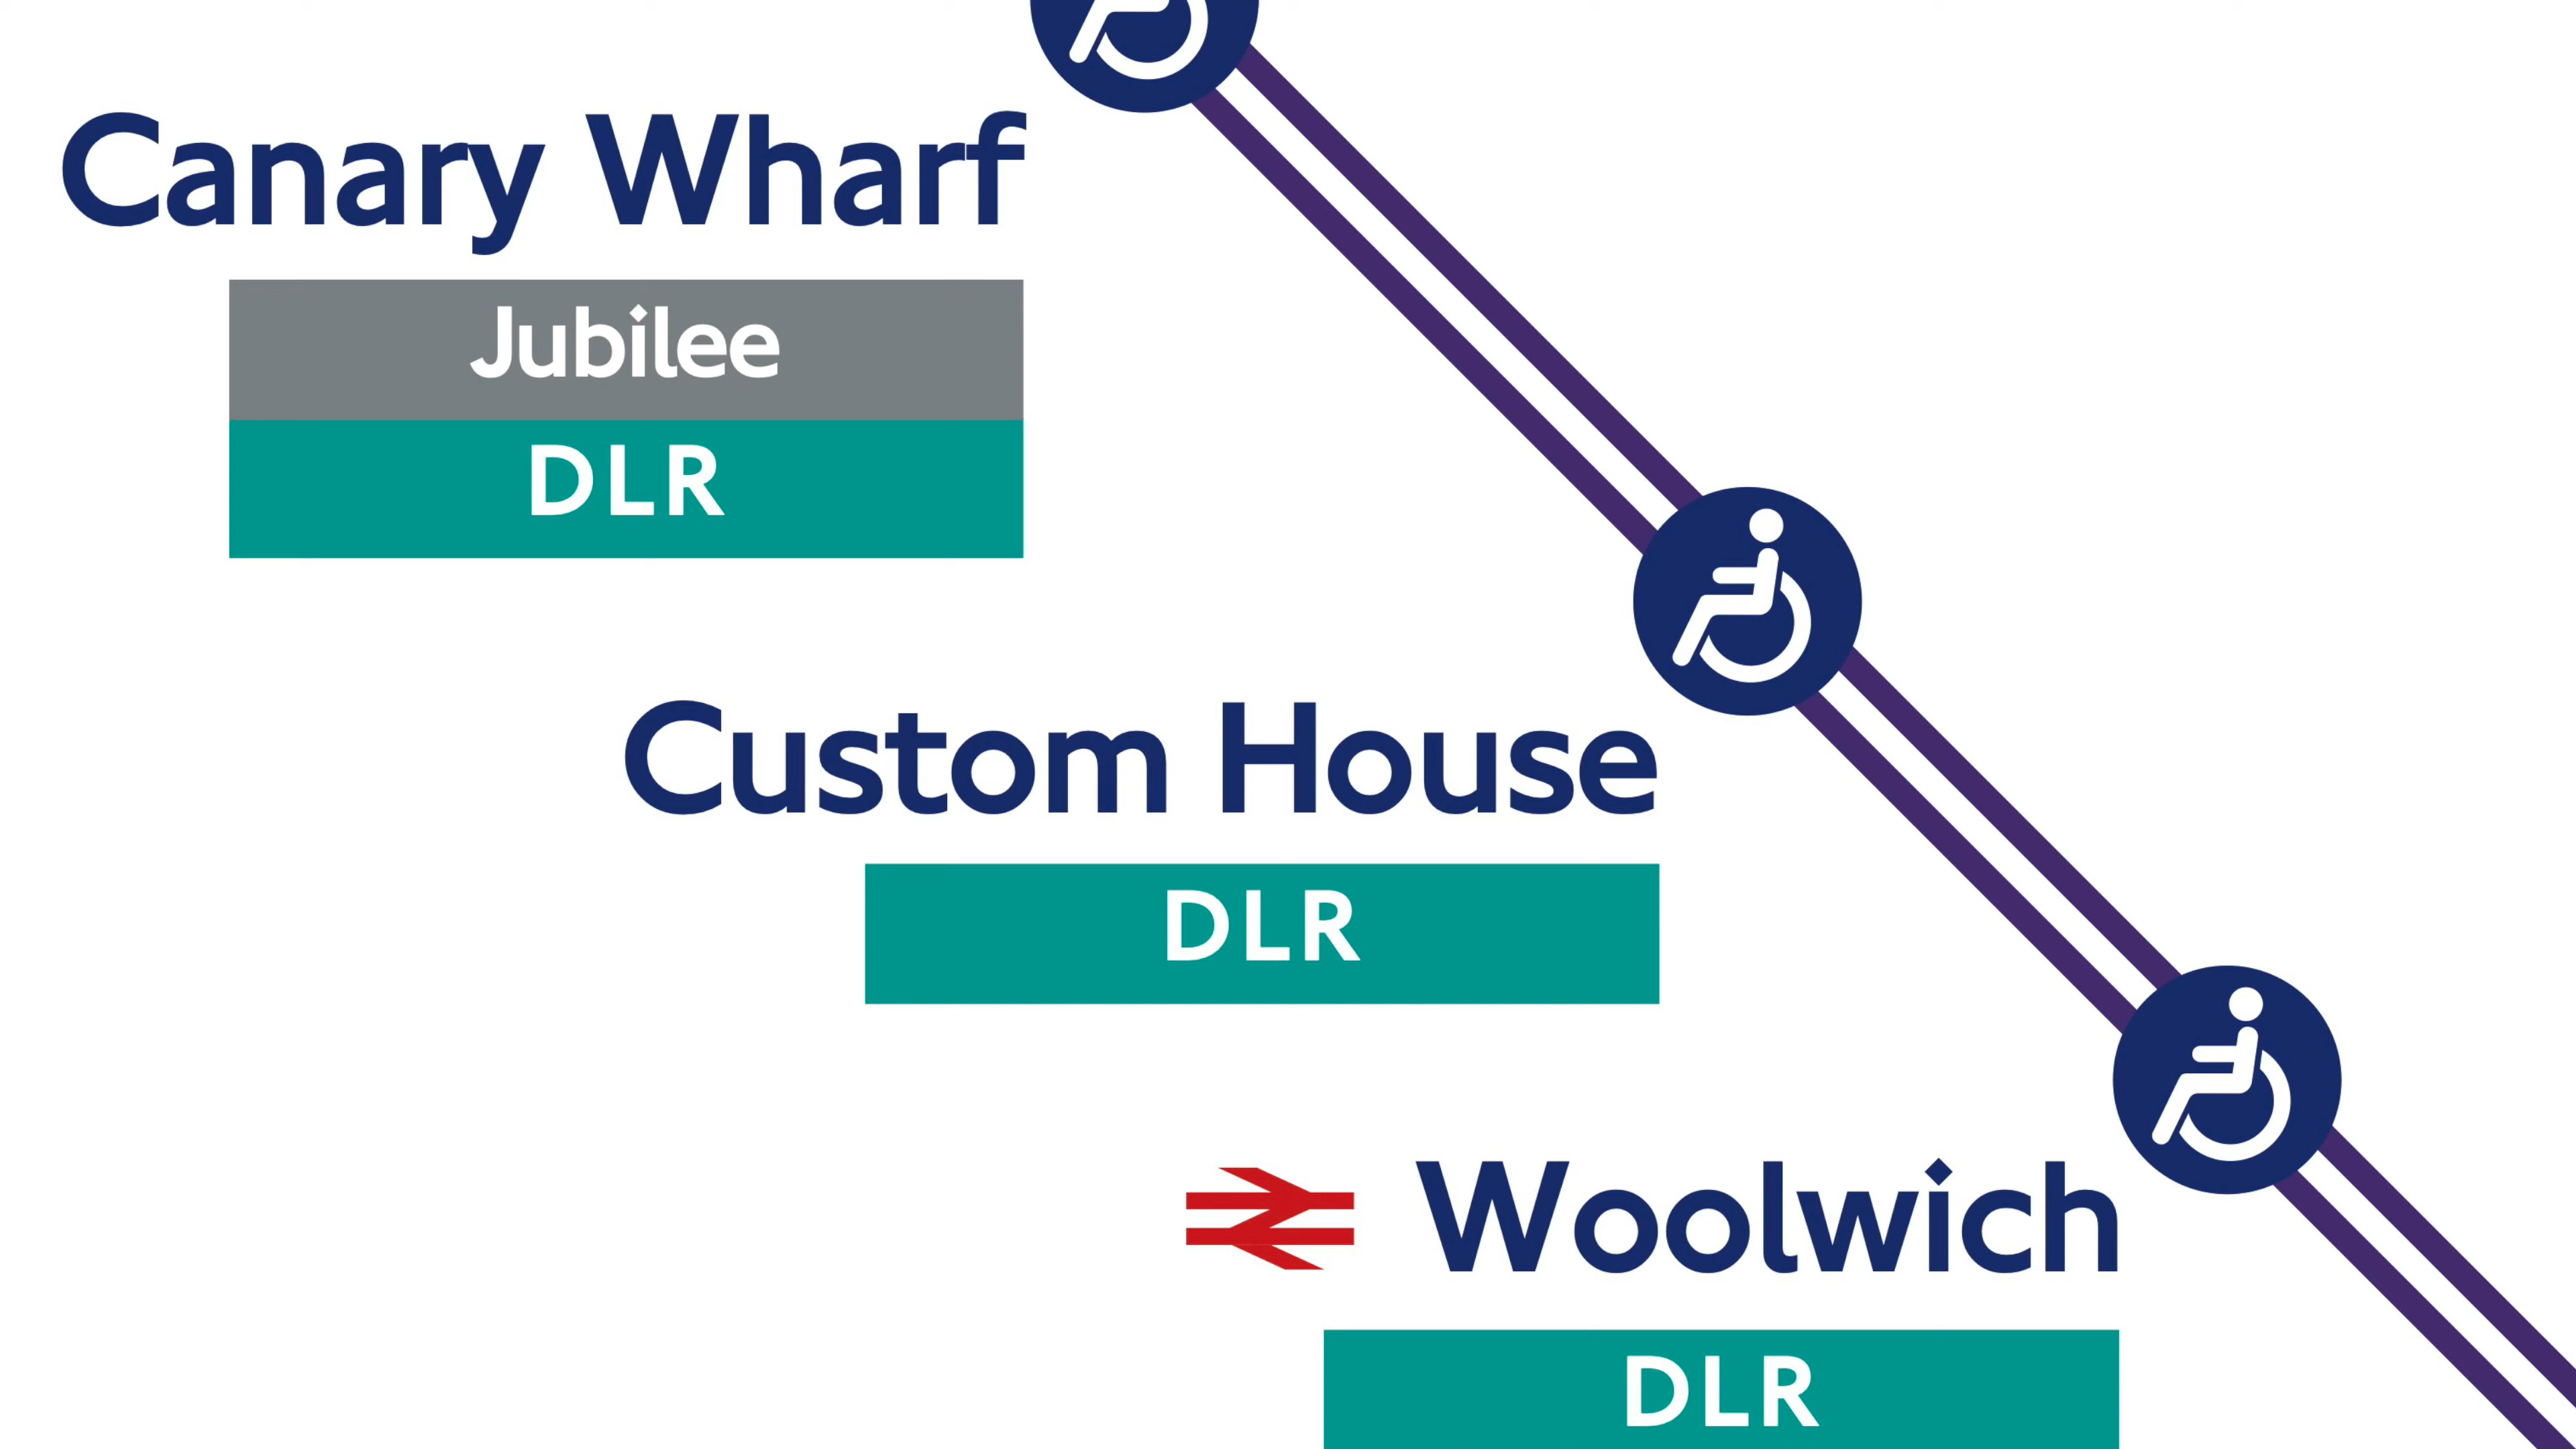 Canary Wharf
Jubilee
DLR
Custom House
DLR
Woolwich
DLR